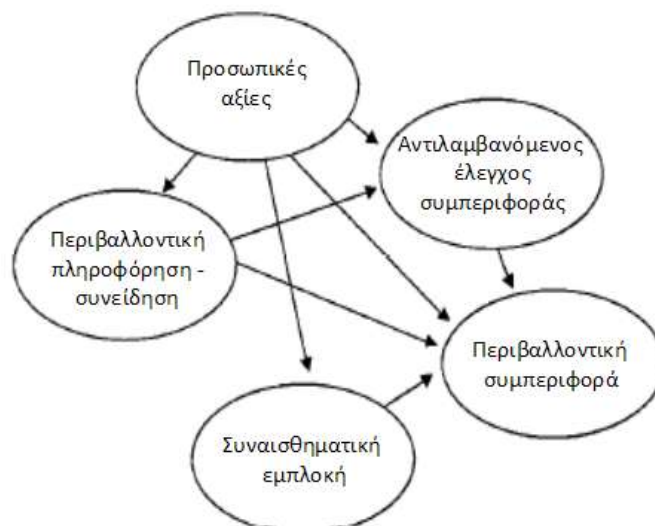 Προσωπικές
αξίες
Αντιλαμβανόμενος
έλεγχος
συμπεριφοράς
Περιβαλλοντική
πληροφόρηση -
συνείδηση
Περιβαλλοντική
συμπεριφορά
Συναισθηματική
εμπλοκή